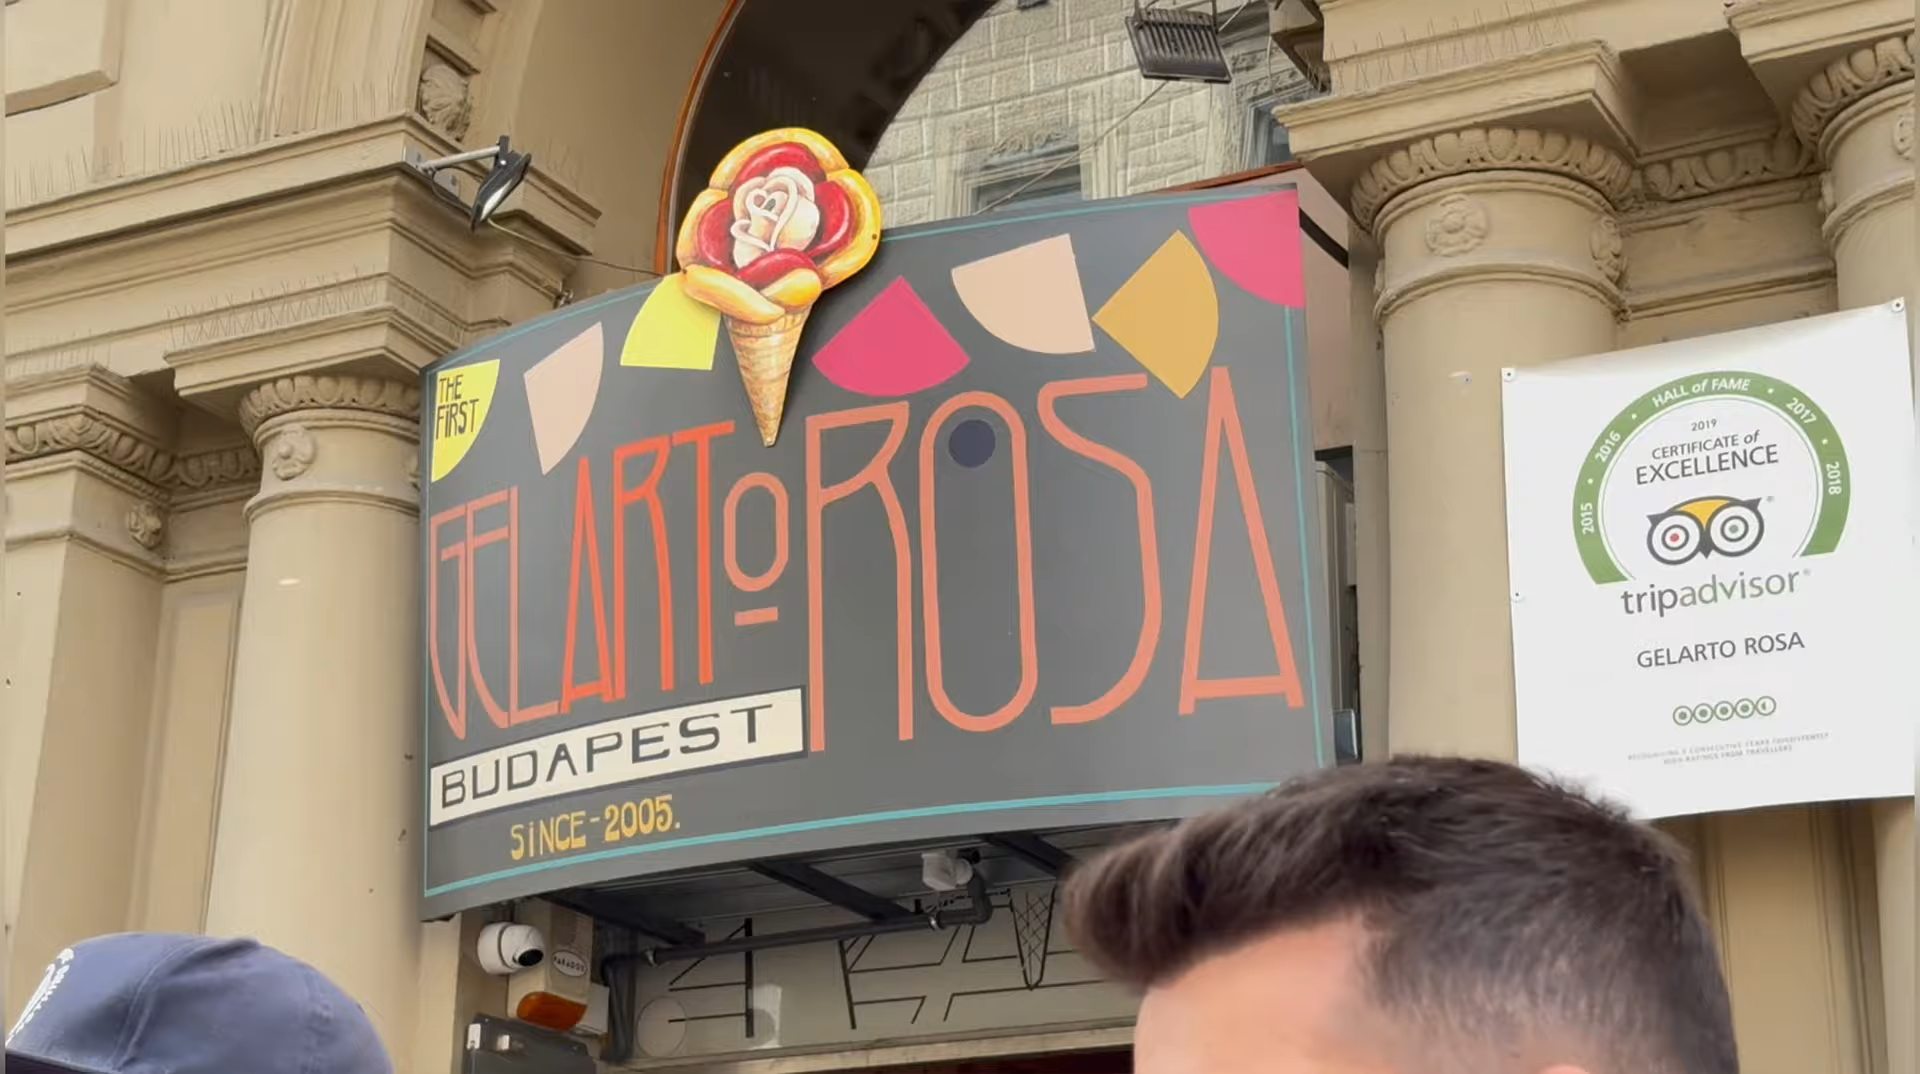 THE
FIRST
GELARTO ROSA
BUDAPEST
SINCE-2005.
HALL of FAME
2015 • 2016 • 2017 • 2018
2019
CERTIFICATE of
EXCELLENCE
tripadvisor®
GELARTO ROSA
PARADOX